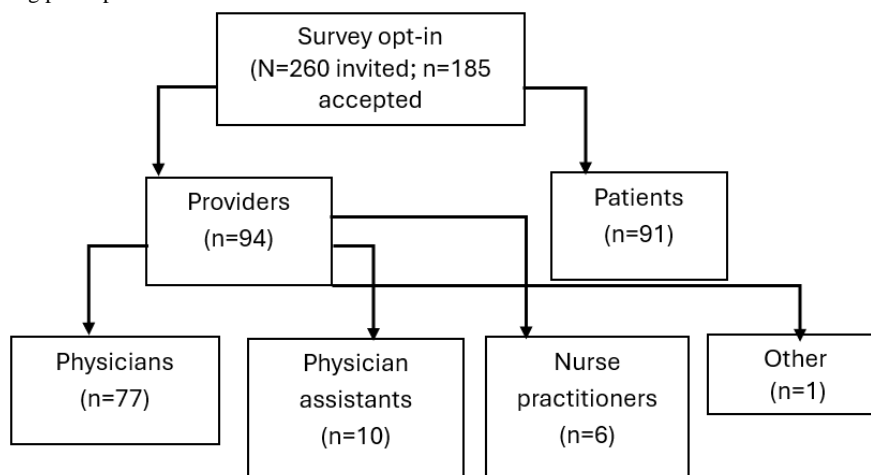 Survey opt-in
(N=260 invited; n=185
accepted
Providers
(n=94)
Patients
(n=91)
Physicians
(n=77)
Physician
assistants
(n=10)
Nurse
practitioners
(n=6)
Other
(n=1)